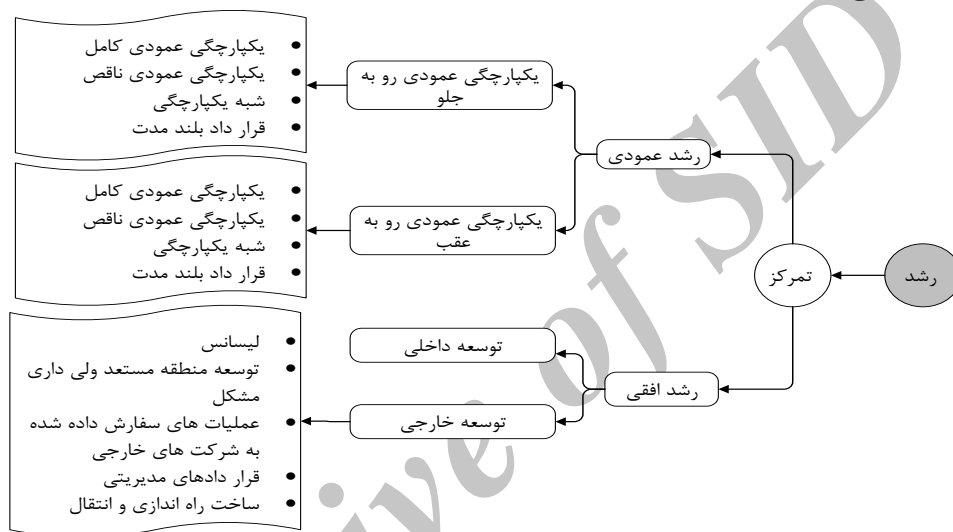 رشد
تمرکز
رشد عمودی
یکپارچگی عمودی رو به
جلو
یکپارچگی عمودی کامل
یکپارچگی عمودی ناقص
شبه یکپارچگی
قرار داد بلند مدت
یکپارچگی عمودی رو به
عقب
یکپارچگی عمودی کامل
یکپارچگی عمودی ناقص
شبه یکپارچگی
قرار داد بلند مدت
رشد افقی
توسعه داخلی
توسعه خارجی
لیسانس
توسعه منطقه مستعد ولی داری
مشکل
عملیات های سفارش داده شده
به شرکت های خارجی
قرار دادهای مدیریتی
ساخت راه اندازی و انتقال
ive of SID